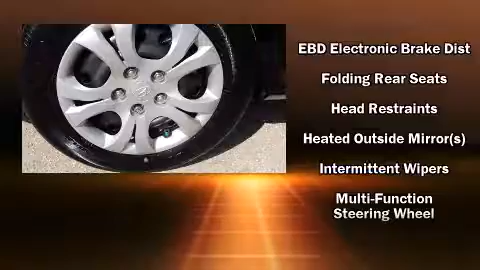 EBD Electronic Brake Dist
Folding Rear Seats
Head Restraints
Heated Outside Mirror(s)
Intermittent Wipers
Multi-Function
Steering Wheel